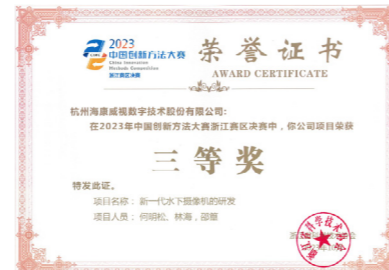 2023
中国创新方法大赛
China Innovation
Methods Competition
浙江赛区决赛
荣誉证书
AWARD CERTIFICATE
杭州海康威视数字技术股份有限公司:
在2023年中国创新方法大赛浙江赛区决赛中，你公司项目荣获
三等奖
特发此证。
项目名称：新一代水下摄像机的研发
项目人员：何明松、林海，邵意